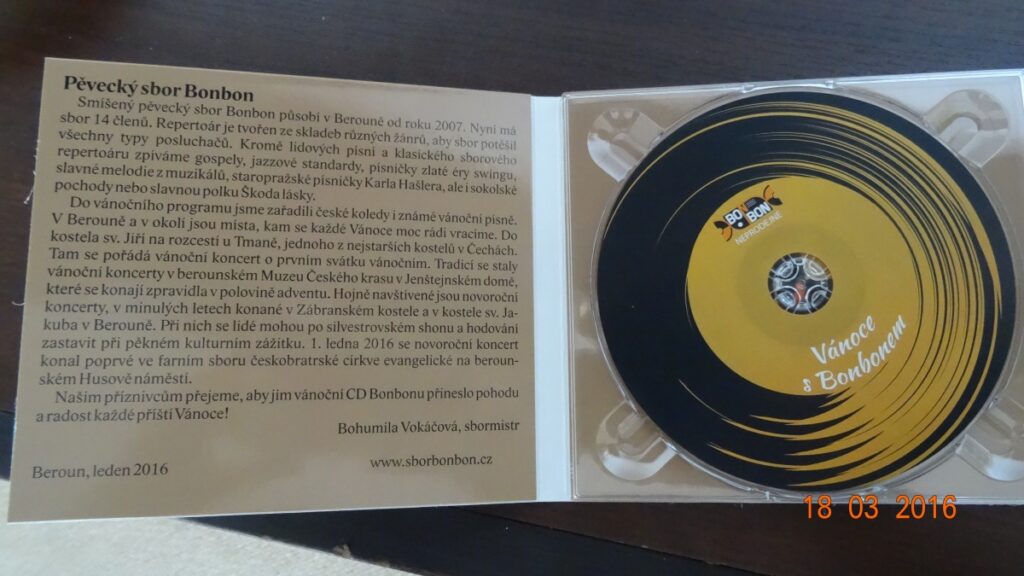 Pěvecký sbor Bonbon
Smíšený pěvecký sbor Bonbon působí v Berouně od roku 2007. Nyní má
sbor 14 členů. Repertoár je tvořen ze skladeb různých žánrů, aby sbor potěšil
všechny typy posluchačů. Kromě lidových písní a klasického sborového
repertoáru zpíváme gospely, jazzové standardy, písničky zlaté éry swingu,
slavné melodie z muzikálů, staropražské písničky Karla Hašlera, ale i sokolské
pochody nebo slavnou polku Škoda lásky.
Do vánočního programu jsme zařadili české koledy i známé vánoční písně.
V Berouně a v okolí jsou místa, kam se každé Vánoce moc rádi vracíme. Do
kostela sv. Jiří na rozcestí u Tmaně, jednoho z nejstarších kostelů v Čechách.
Tam se pořádá vánoční koncert o prvním svátku vánočním. Tradicí se staly
vánoční koncerty v berounském Muzeu Českého krasu v Jenštejnském domě,
které se konají zpravidla v polovině adventu. Hojně navštívené jsou novoroční
koncerty, v minulých letech konané v Zábranském kostele a v kostele sv. Ja-
kuba v Berouně. Při nich se lidé mohou po silvestrovském shonu a hodování
zastavit při pěkném kulturním zážitku. 1. ledna 2016 se novoroční koncert
konal poprvé ve farním sboru českobratrské církve evangelické na beroun-
ském Husově náměstí.
Našim příznivcům přejeme, aby jim vánoční CD Bonbonu přineslo pohodu
a radost každé příští Vánoce!
Bohumila Vokáčová, sbormistr
Beroun, leden 2016
www.sborbonbon.cz
BONBON
NEPRODEJNÉ
Vánoce
s Bonbonem
18 03 2016